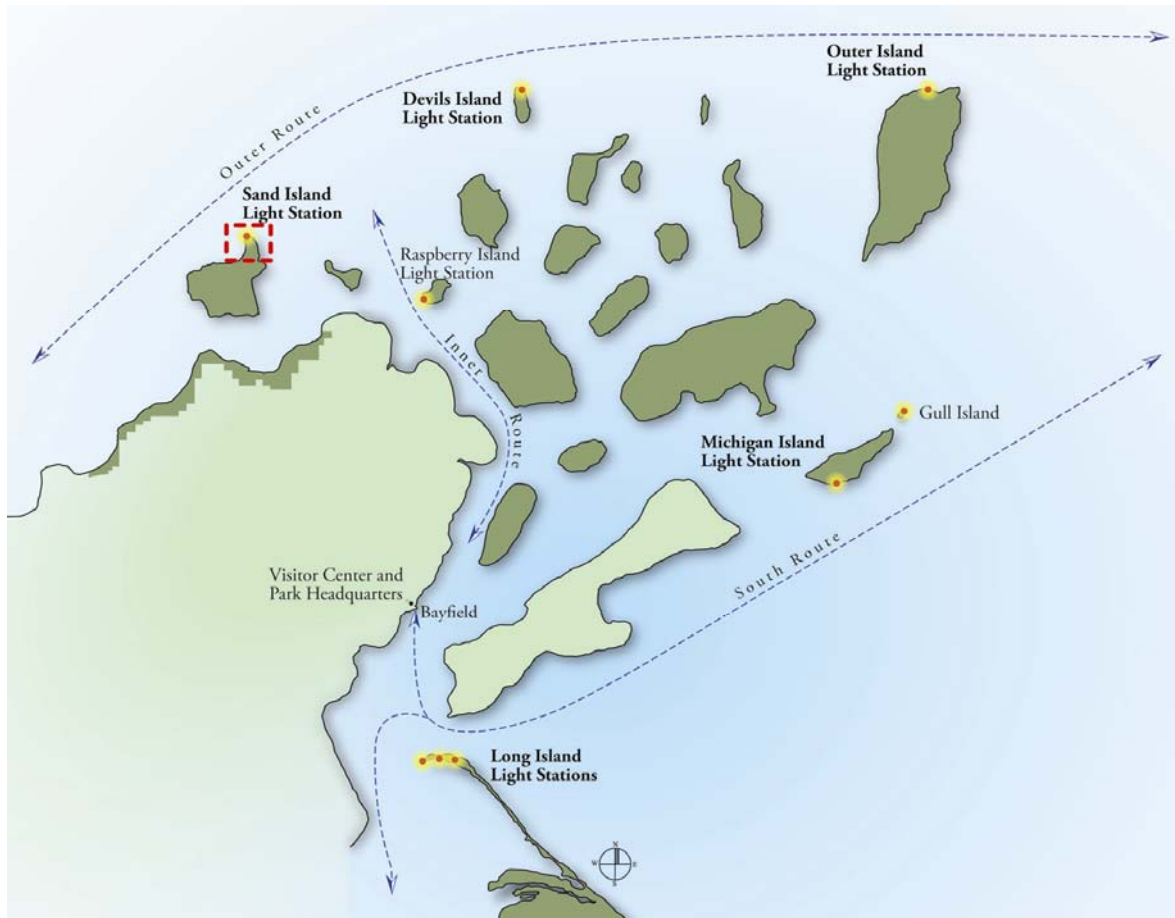 Outer Island
Light Station
Devils Island
Light Station
Outer Route
Sand Island
Light Station
Raspberry Island
Light Station
Inner
Route
Gull Island
Michigan Island
Light Station
South Route
Visitor Center and
Park Headquarters
Bayfield
Long Island
Light Stations
N
W
E
S